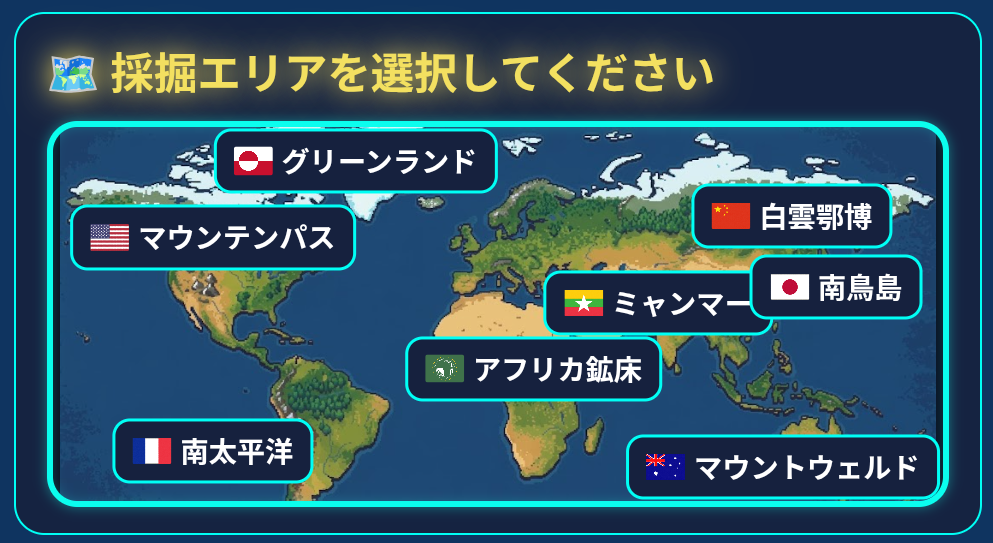 採掘エリアを選択してください
グリーンランド
マウンテンパス
白雲鄂博
南鳥島
ミャンマー
アフリカ鉱床
南太平洋
マウントウェルド